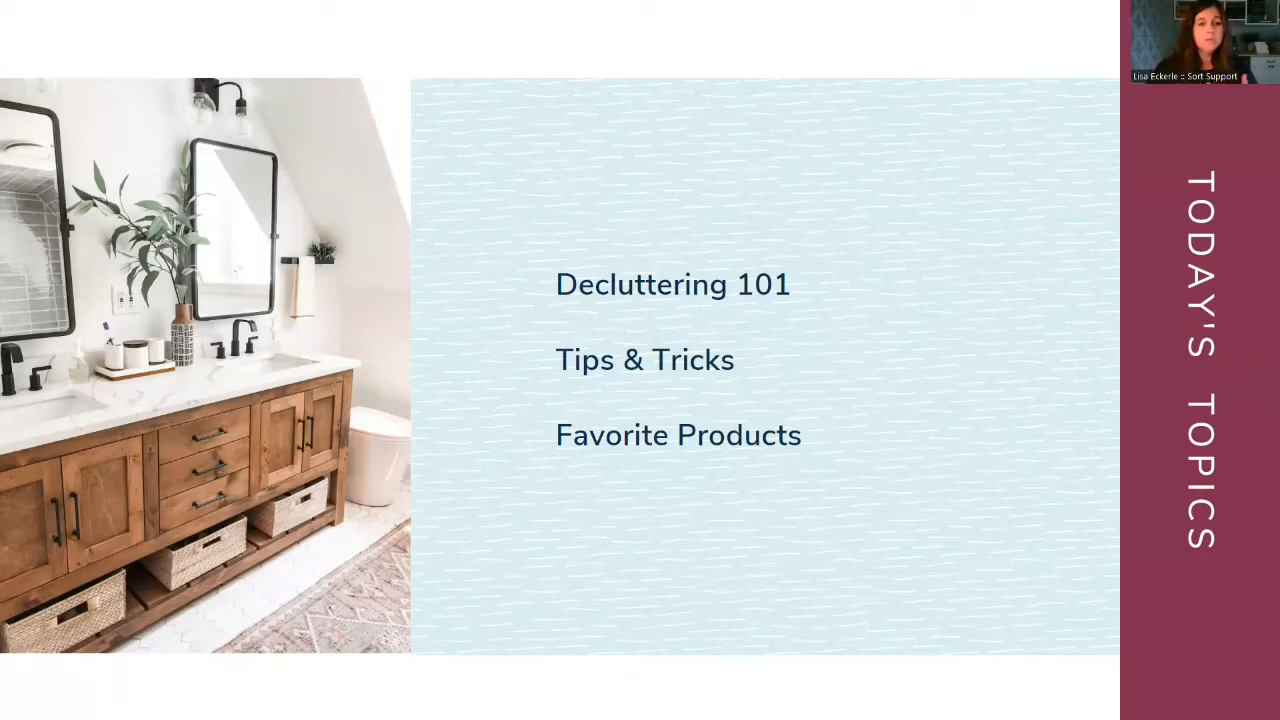 Lisa Eckerle :: Sort Support
Decluttering 101
Tips & Tricks
Favorite Products
TODAY'S TOPICS